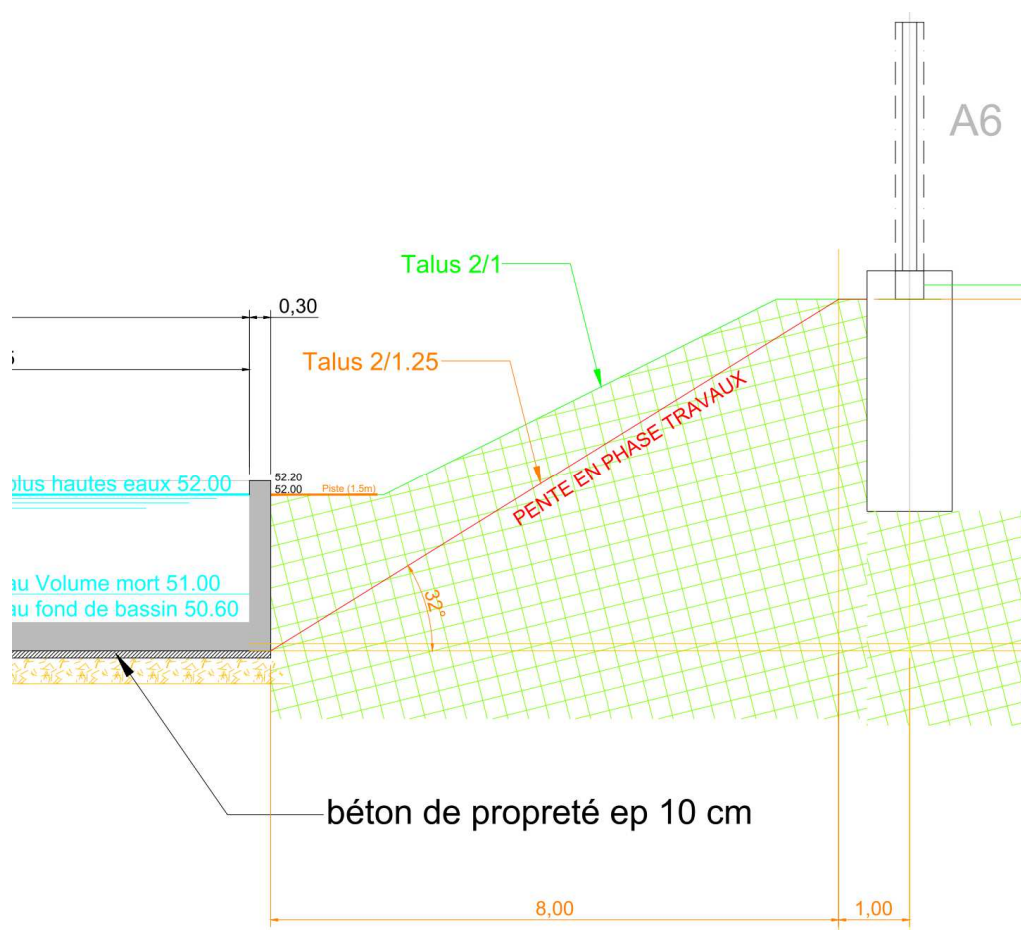 A6
Talus 2/1
0,30
5
Talus 2/1.25
PENTE EN PHASE TRAVAUX
52.20
plus hautes eaux 52.00
52.00
Piste (1.5m)
au Volume mort 51.00
au fond de bassin 50.60
32°
béton de propreté ep 10 cm
8,00
1,00